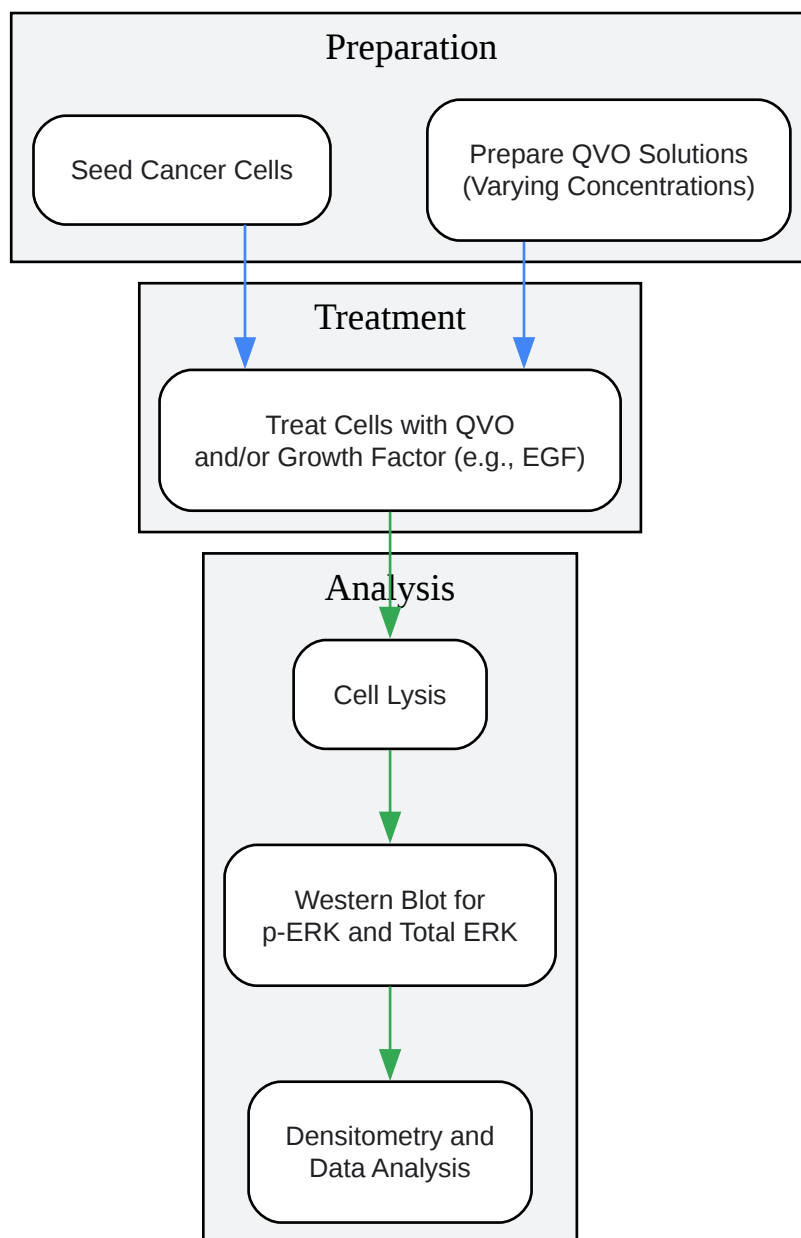 Preparation
Seed Cancer Cells
Prepare QVO Solutions
(Varying Concentrations)
Treatment
Treat Cells with QVO
and/or Growth Factor (e.g., EGF)
Analysis
Cell Lysis
Western Blot for
p-ERK and Total ERK
Densitometry and
Data Analysis